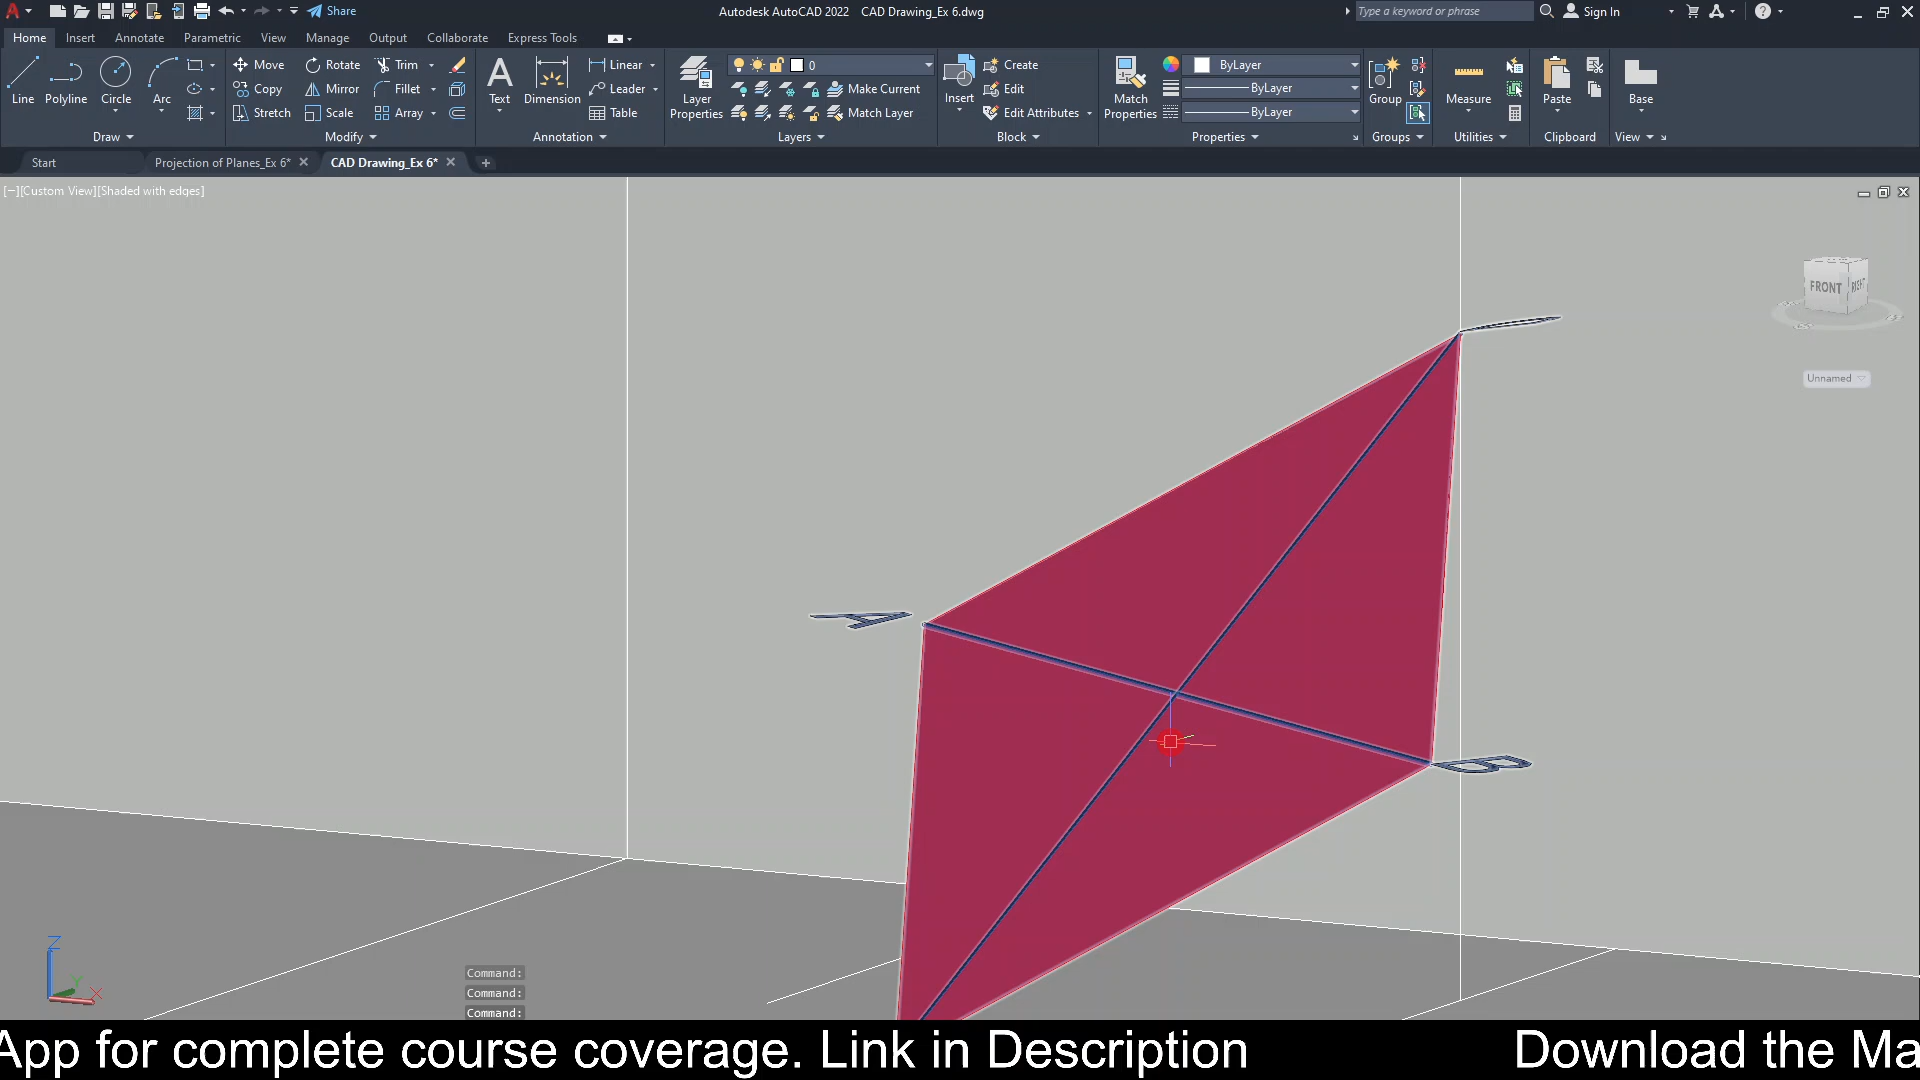 Share
Autodesk AutoCAD 2022 CAD Drawing_Ex 6.dwg
Type a keyword or phrase
Sign In
Home Insert Annotate Parametric View Manage Output Collaborate Express Tools
Line Polyline Circle Arc
Move Rotate Trim
Copy Mirror Fillet
Stretch Scale Array
Text Dimension
Linear
Leader
Table
Layer Properties
0
Make Current
Match Layer
Insert
Create
Edit
Edit Attributes
Match Properties
ByLayer
ByLayer
ByLayer
Group
Measure
Paste
Base
Draw Modify Annotation Layers Block Properties Groups Utilities Clipboard View
Start Projection of Planes_Ex 6* CAD Drawing_Ex 6*
[−][Custom View][Shaded with edges]
FRONT RIGHT
Unnamed
A
B
Z
Y
X
Command:
Command:
Command:
App for complete course coverage. Link in Description Download the Ma